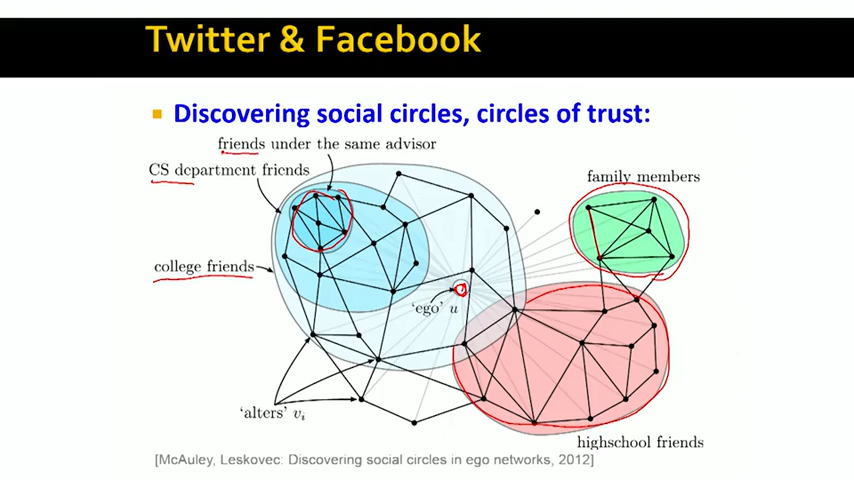 Twitter & Facebook
Discovering social circles, circles of trust:
friends under the same advisor
CS department friends
family members
college friends
'ego' u
'alters' vᵢ
highschool friends
[McAuley, Leskovec: Discovering social circles in ego networks, 2012]